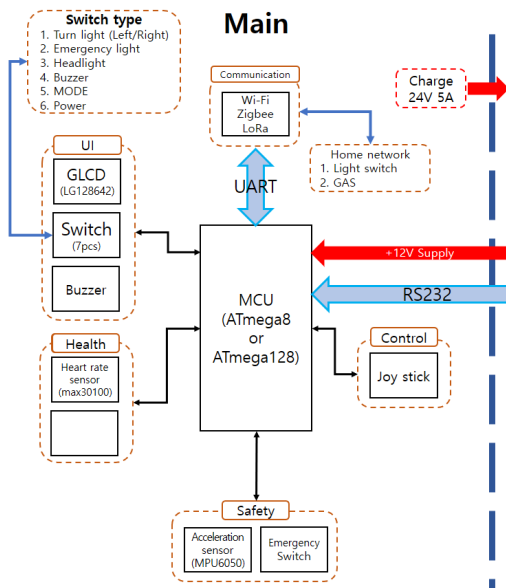 Main
Switch type
1. Turn light (Left/Right)
2. Emergency light
3. Headlight
4. Buzzer
5. MODE
6. Power
Communication
Wi-Fi
Zigbee
LoRa
Charge
24V 5A
UI
GLCD
(LG128642)
Switch
(7pcs)
Buzzer
UART
Home network
1. Light switch
2. GAS
MCU
(ATmega8
or
ATmega128)
+12V Supply
RS232
Health
Heart rate
sensor
(max30100)
Control
Joy stick
Safety
Acceleration
sensor
(MPU6050)
Emergency
Switch